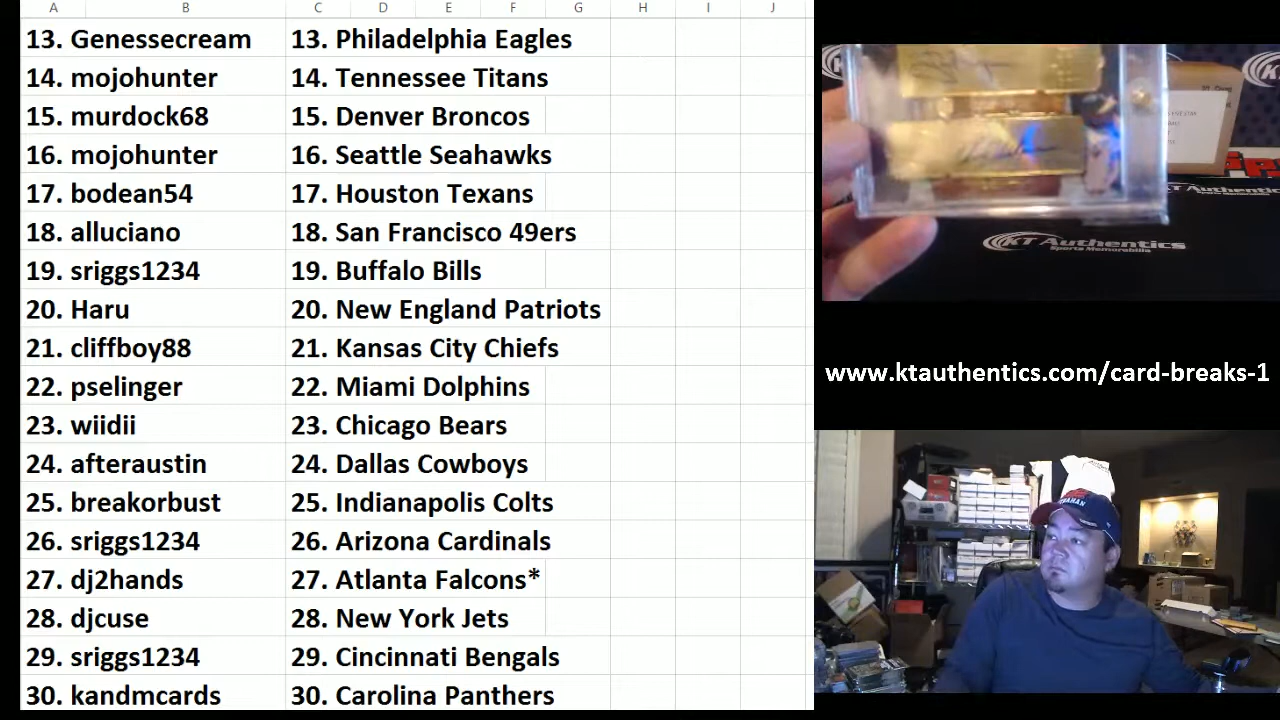 A B C D E F G H I J
13. Genessecream 13. Philadelphia Eagles
14. mojohunter 14. Tennessee Titans
15. murdock68 15. Denver Broncos
16. mojohunter 16. Seattle Seahawks
17. bodean54 17. Houston Texans
18. alluciano 18. San Francisco 49ers
19. sriggs1234 19. Buffalo Bills
20. Haru 20. New England Patriots
21. cliffboy88 21. Kansas City Chiefs
22. pselinger 22. Miami Dolphins
23. wiidii 23. Chicago Bears
24. afteraustin 24. Dallas Cowboys
25. breakorbust 25. Indianapolis Colts
26. sriggs1234 26. Arizona Cardinals
27. dj2hands 27. Atlanta Falcons*
28. djcuse 28. New York Jets
29. sriggs1234 29. Cincinnati Bengals
30. kandmcards 30. Carolina Panthers
KT Authentics
KT Authentics
Sports Memorabilia
www.ktauthentics.com/card-breaks-1